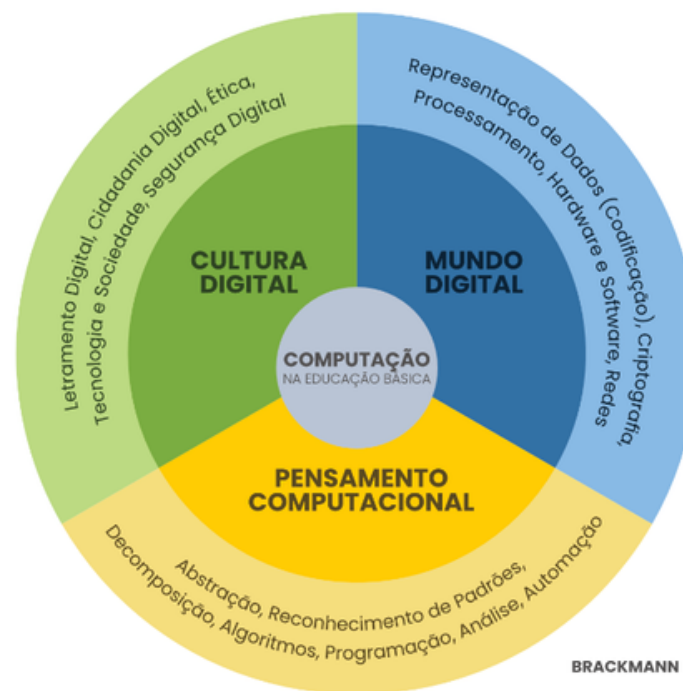 Letramento Digital, Cidadania Digital, Ética,
Tecnologia e Sociedade, Segurança Digital
Representação de Dados (Codificação), Criptografia,
Processamento, Hardware e Software, Redes
CULTURA
DIGITAL
MUNDO
DIGITAL
COMPUTAÇÃO
NA EDUCAÇÃO BÁSICA
PENSAMENTO
COMPUTACIONAL
Abstração, Reconhecimento de Padrões,
Decomposição, Algoritmos, Programação, Análise, Automação
BRACKMANN